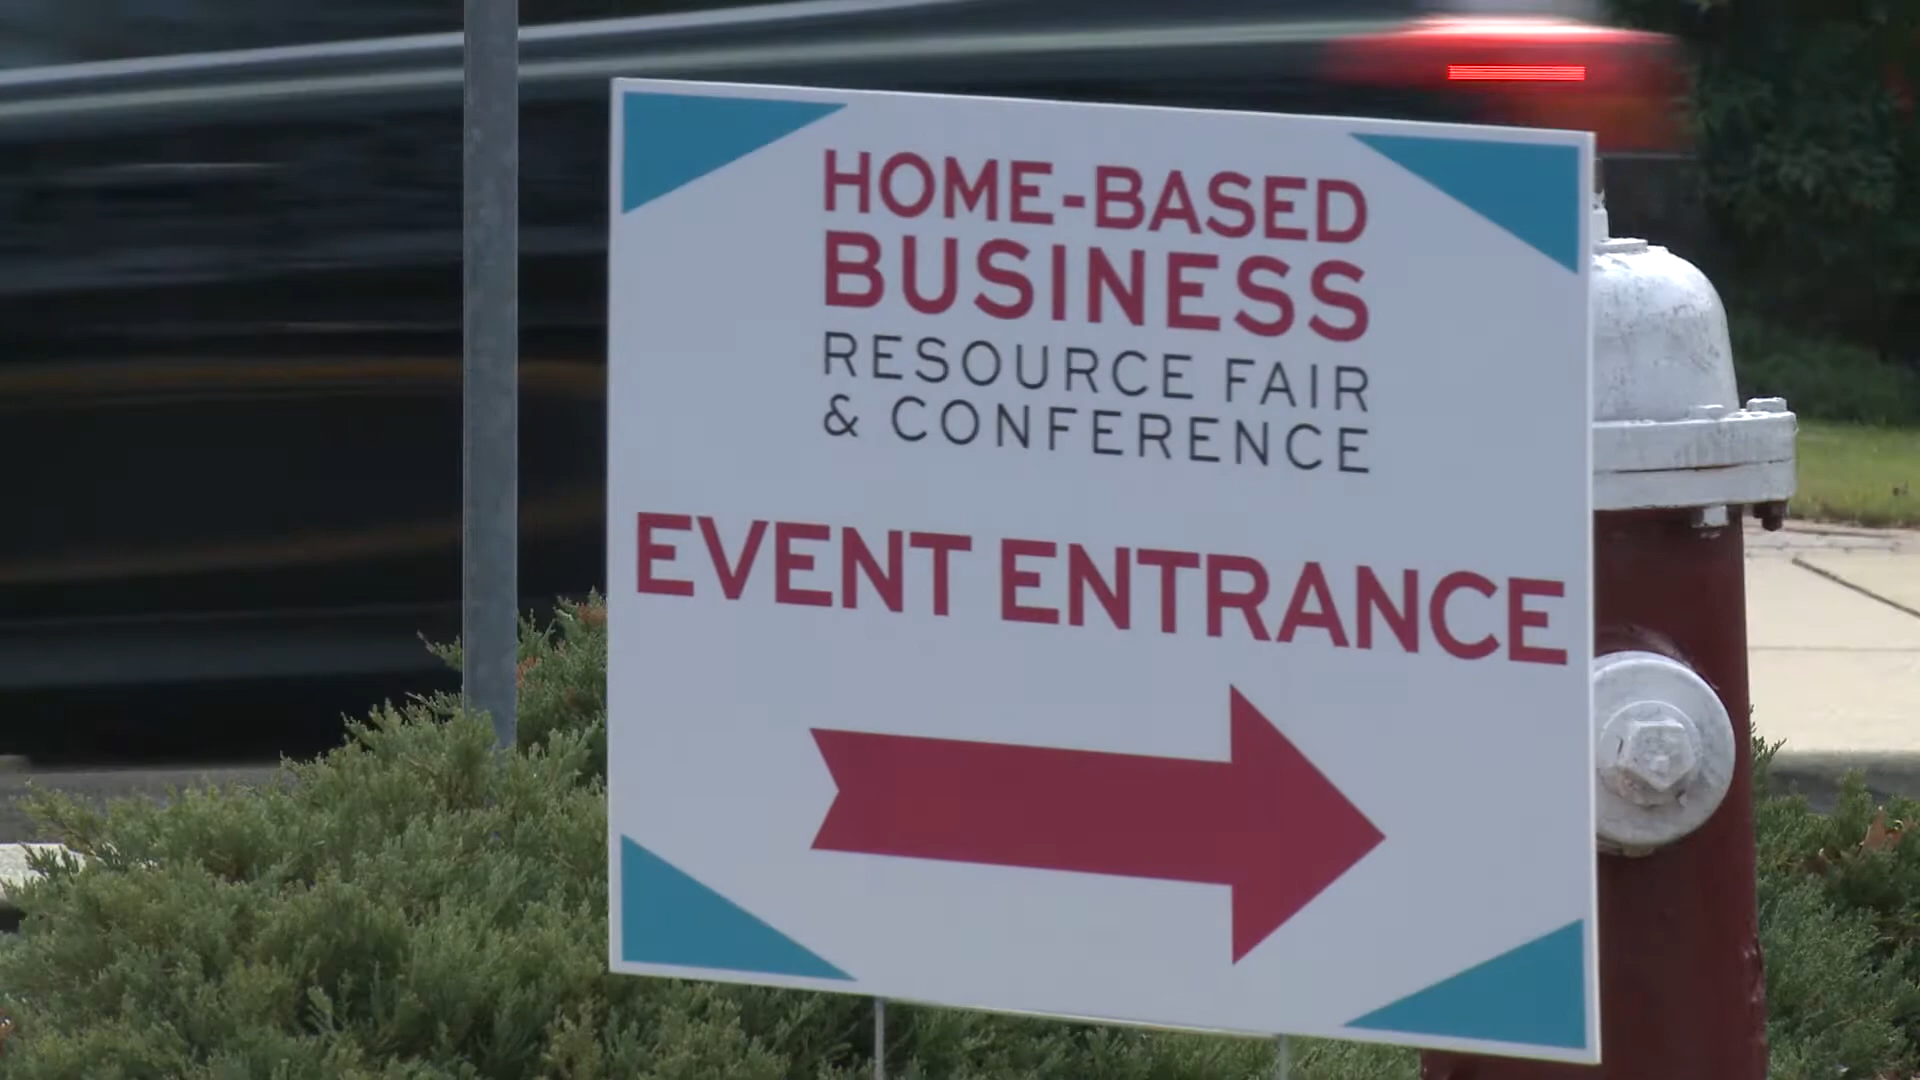 HOME-BASED
BUSINESS
RESOURCE FAIR
& CONFERENCE
EVENT ENTRANCE